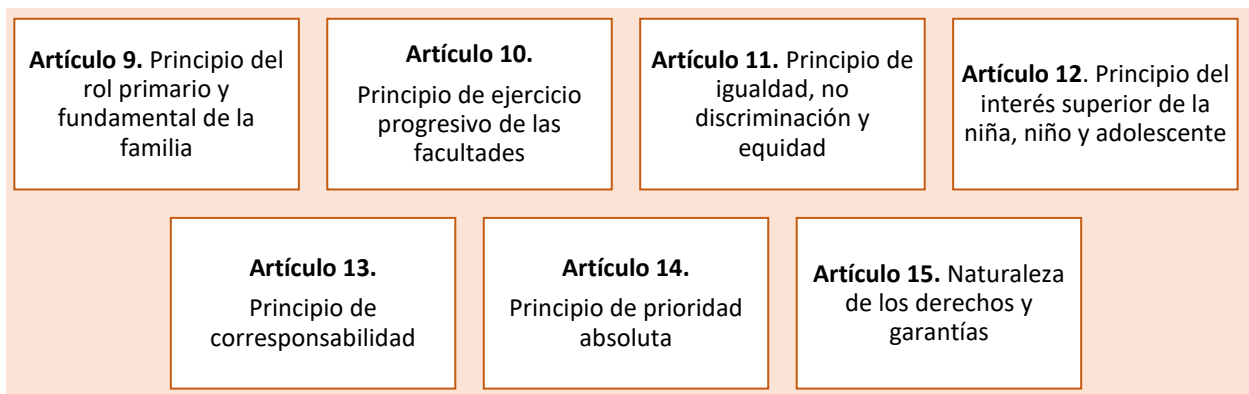 Artículo 9. Principio del
rol primario y
fundamental de la
familia
Artículo 10.
Principio de ejercicio
progresivo de las
facultades
Artículo 11. Principio de
igualdad, no
discriminación y
equidad
Artículo 12. Principio del
interés superior de la
niña, niño y adolescente
Artículo 13.
Principio de
corresponsabilidad
Artículo 14.
Principio de prioridad
absoluta
Artículo 15. Naturaleza
de los derechos y
garantías